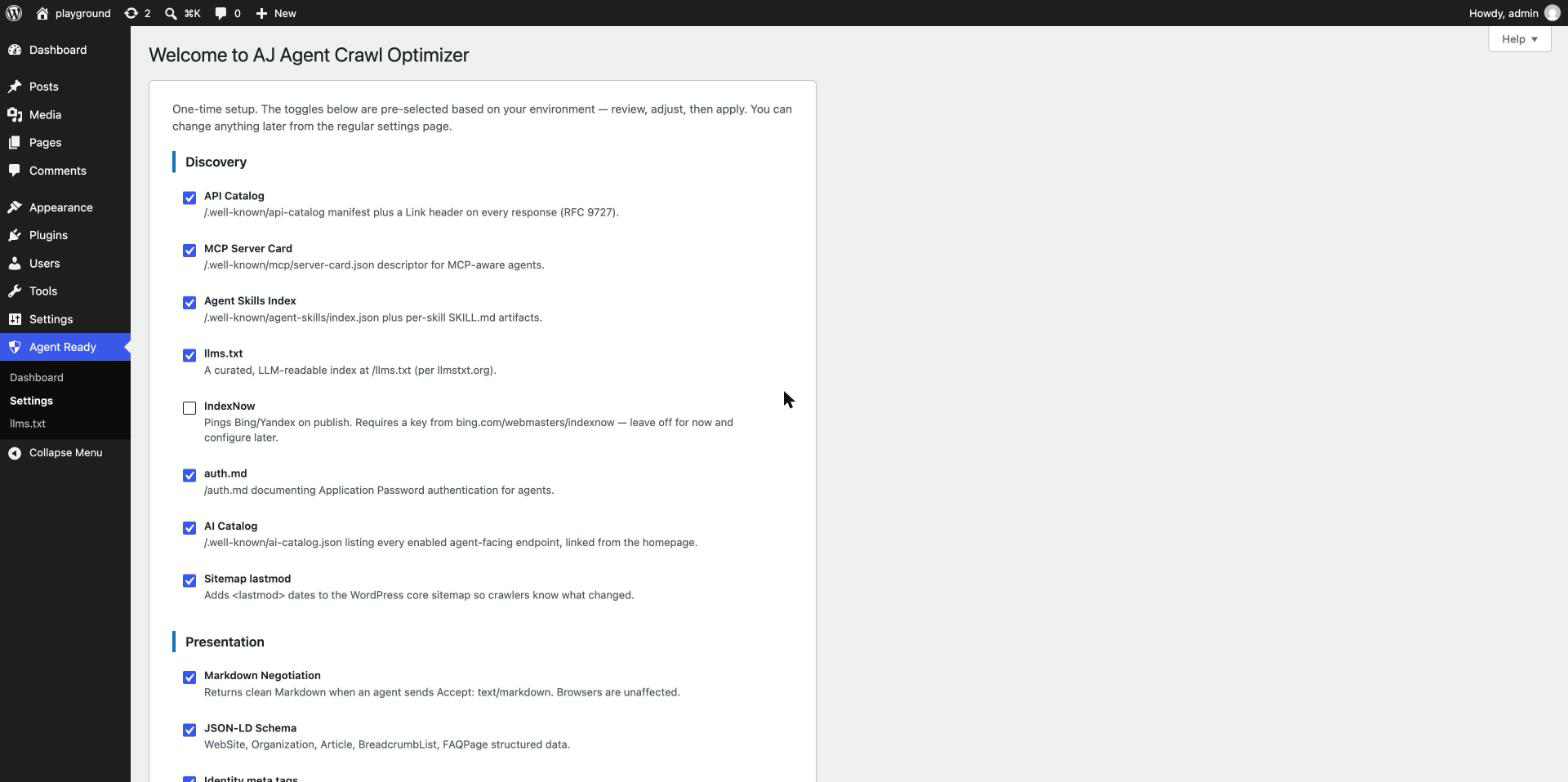 playground
2
⌘K
0
New
Howdy, admin
Help
Dashboard
Posts
Media
Pages
Comments
Appearance
Plugins
Users
Tools
Settings
Agent Ready
Dashboard
Settings
llms.txt
Collapse Menu
Welcome to AJ Agent Crawl Optimizer
One-time setup. The toggles below are pre-selected based on your environment — review, adjust, then apply. You can
change anything later from the regular settings page.
Discovery
API Catalog
/.well-known/api-catalog manifest plus a Link header on every response (RFC 9727).
MCP Server Card
/.well-known/mcp/server-card.json descriptor for MCP-aware agents.
Agent Skills Index
/.well-known/agent-skills/index.json plus per-skill SKILL.md artifacts.
llms.txt
A curated, LLM-readable index at /llms.txt (per llmstxt.org).
IndexNow
Pings Bing/Yandex on publish. Requires a key from bing.com/webmasters/indexnow — leave off for now and
configure later.
auth.md
/auth.md documenting Application Password authentication for agents.
AI Catalog
/.well-known/ai-catalog.json listing every enabled agent-facing endpoint, linked from the homepage.
Sitemap lastmod
Adds <lastmod> dates to the WordPress core sitemap so crawlers know what changed.
Presentation
Markdown Negotiation
Returns clean Markdown when an agent sends Accept: text/markdown. Browsers are unaffected.
JSON-LD Schema
WebSite, Organization, Article, BreadcrumbList, FAQPage structured data.
Identity meta tags